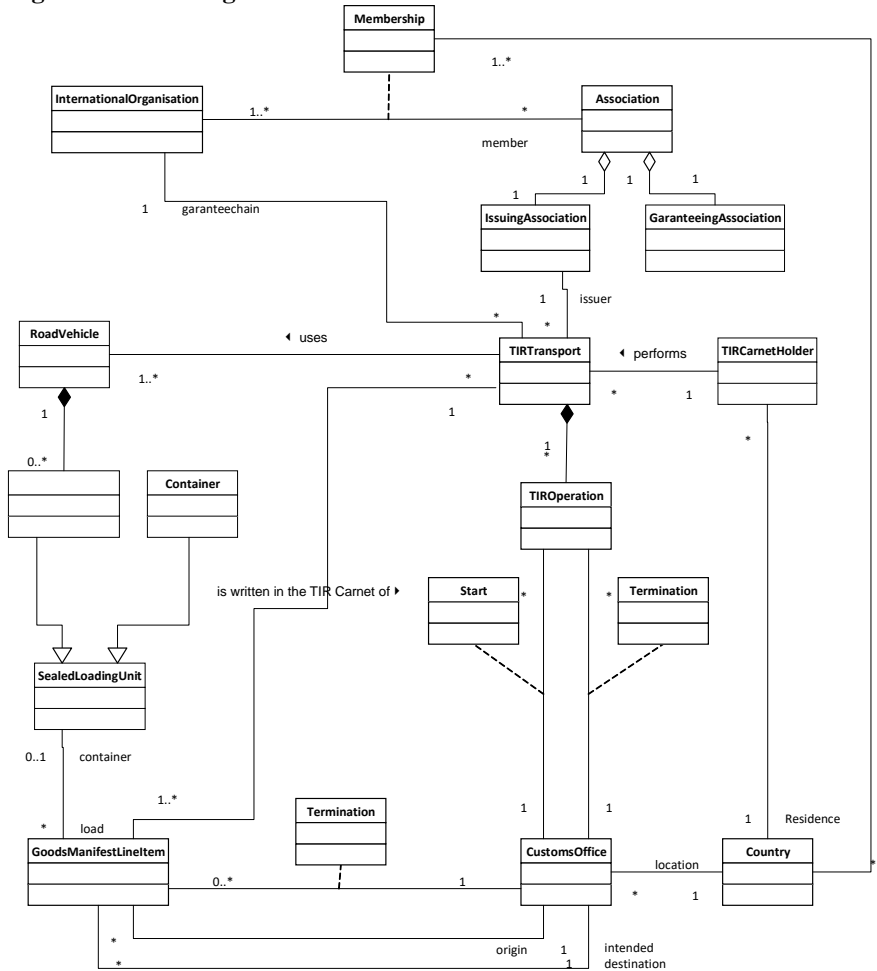 Membership
1..*
InternationalOrganisation
Association
1..*
*
member
1
1
1
1
1
garanteechain
IssuingAssociation
GaranteeingAssociation
1
issuer
*
*
RoadVehicle
uses
TIRTransport
performs
TIRCarnetHolder
1..*
*
*
1
1
1
1
*
*
0..*
Container
TIROperation
is written in the TIR Carnet of
Start
*
*
Termination
SealedLoadingUnit
0..1
container
1..*
1
1
*
load
Termination
1
Residence
GoodsManifestLineItem
CustomsOffice
location
Country
*
0..*
1
*
1
*
origin
1
intended
*
1
destination